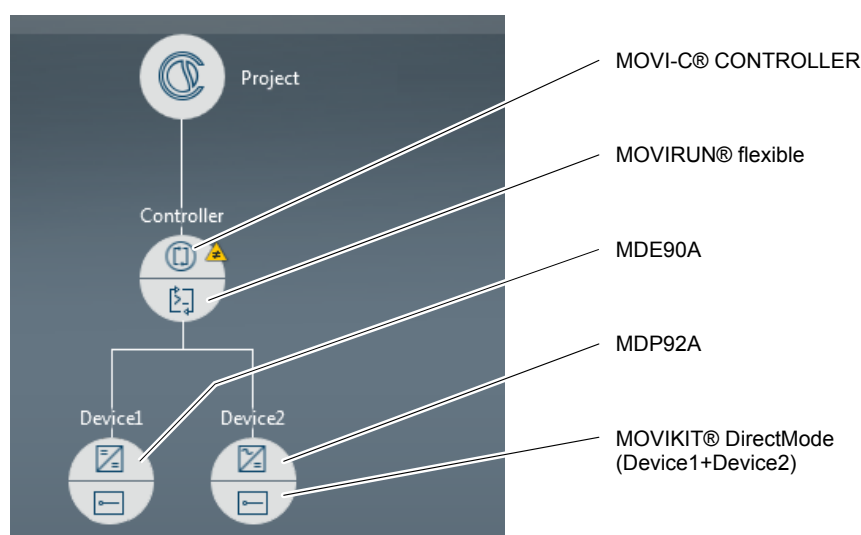 Project
MOVI-C® CONTROLLER
MOVIRUN® flexible
Controller
MDE90A
MDP92A
Device1
Device2
MOVIKIT® DirectMode
(Device1+Device2)